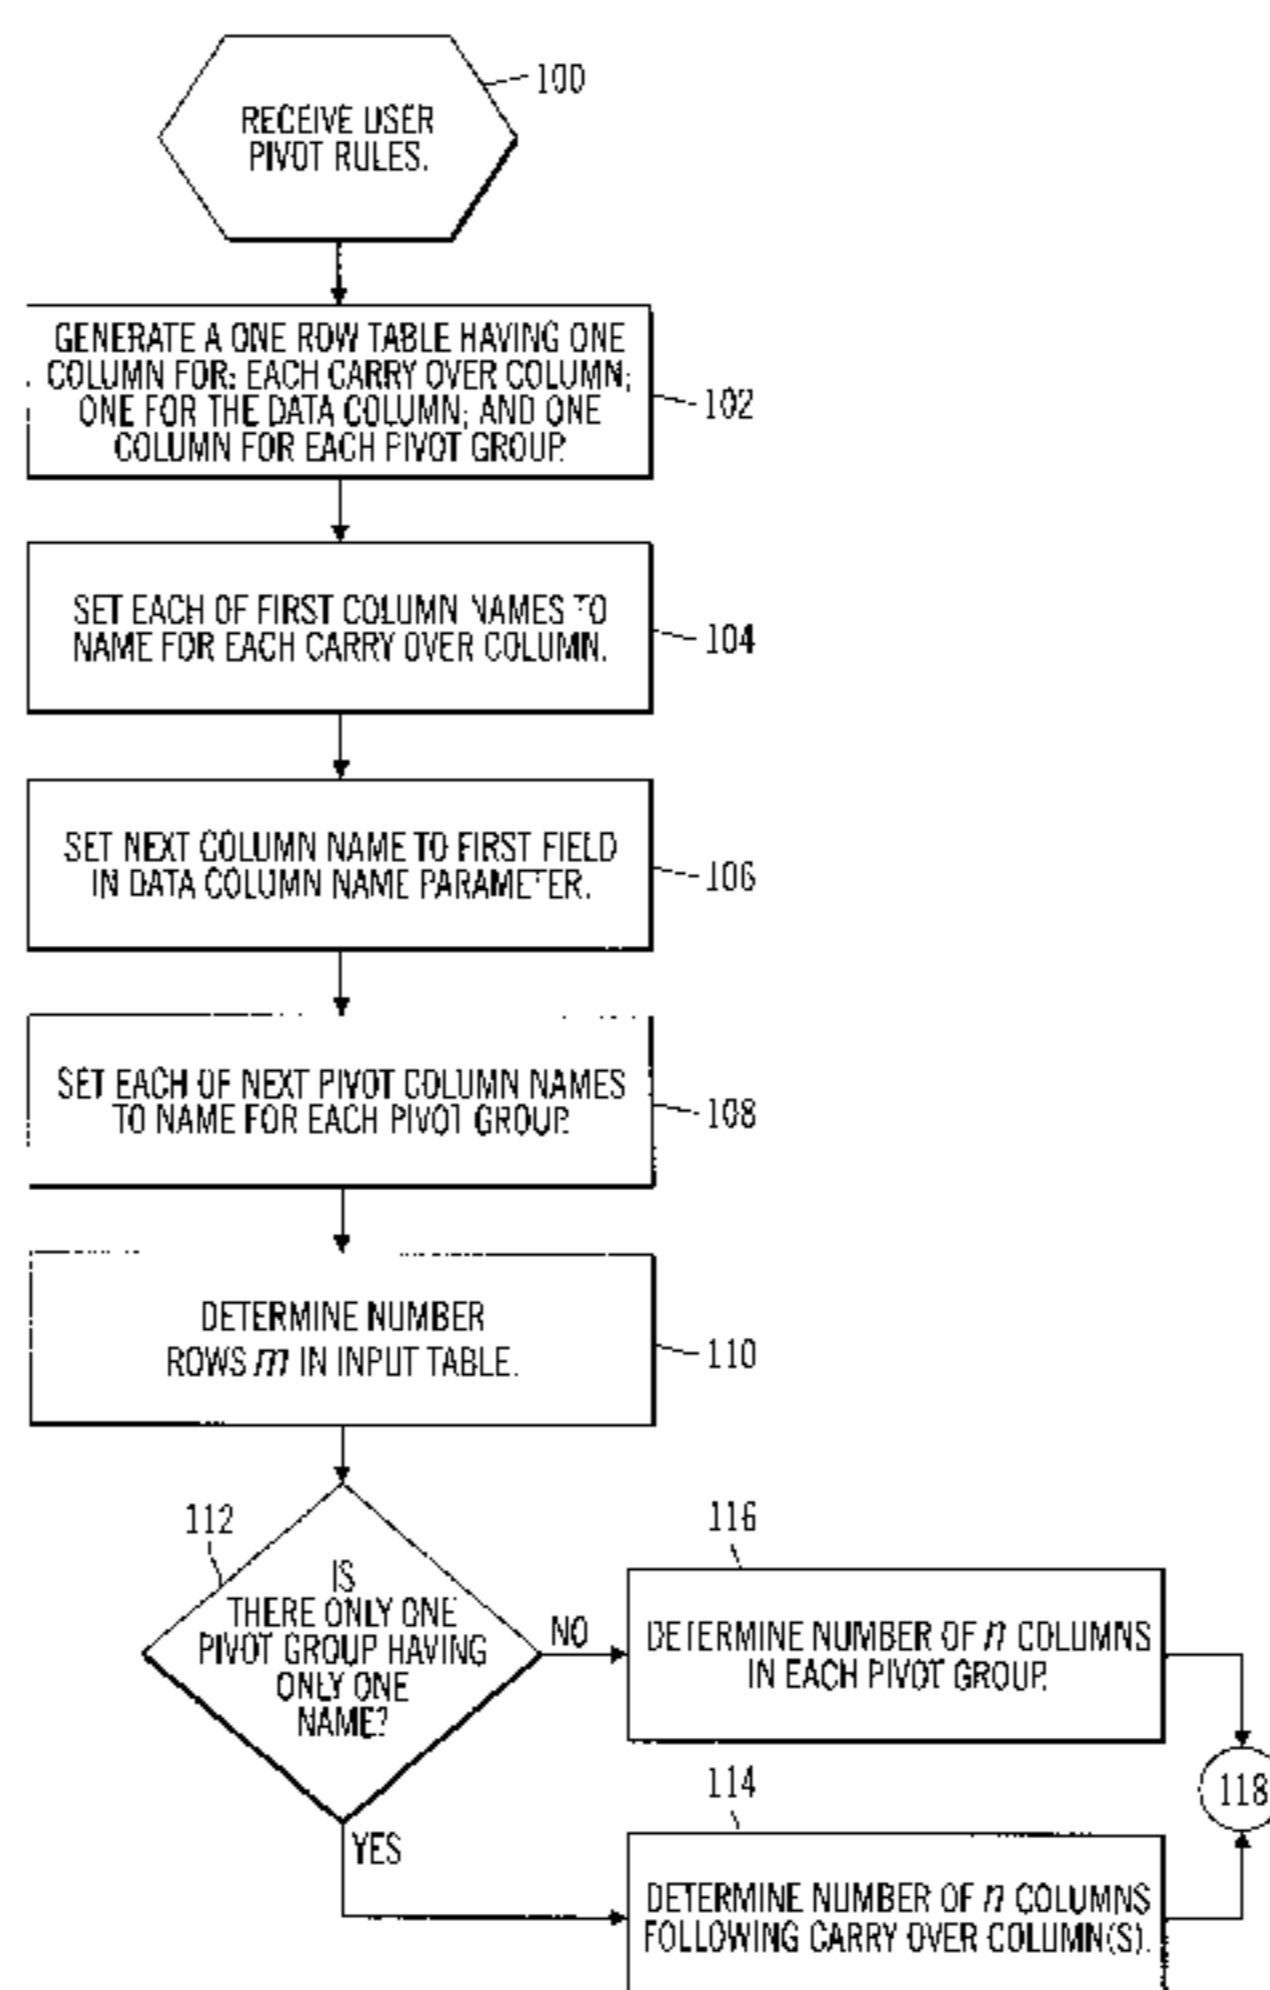 100
RECEIVE USER
PIVOT RULES.
GENERATE A ONE ROW TABLE HAVING ONE
COLUMN FOR: EACH CARRY OVER COLUMN;
ONE FOR THE DATA COLUMN; AND ONE
COLUMN FOR EACH PIVOT GROUP.
102
SET EACH OF FIRST COLUMN NAMES TO
NAME FOR EACH CARRY OVER COLUMN.
104
SET NEXT COLUMN NAME TO FIRST FIELD
IN DATA COLUMN NAME PARAMETER.
106
SET EACH OF NEXT PIVOT COLUMN NAMES
TO NAME FOR EACH PIVOT GROUP.
108
DETERMINE NUMBER
ROWS m IN INPUT TABLE.
110
112
IS
THERE ONLY ONE
PIVOT GROUP HAVING
ONLY ONE
NAME?
NO
YES
116
DETERMINE NUMBER OF n COLUMNS
IN EACH PIVOT GROUP.
114
DETERMINE NUMBER OF n COLUMNS
FOLLOWING CARRY OVER COLUMN(S).
118